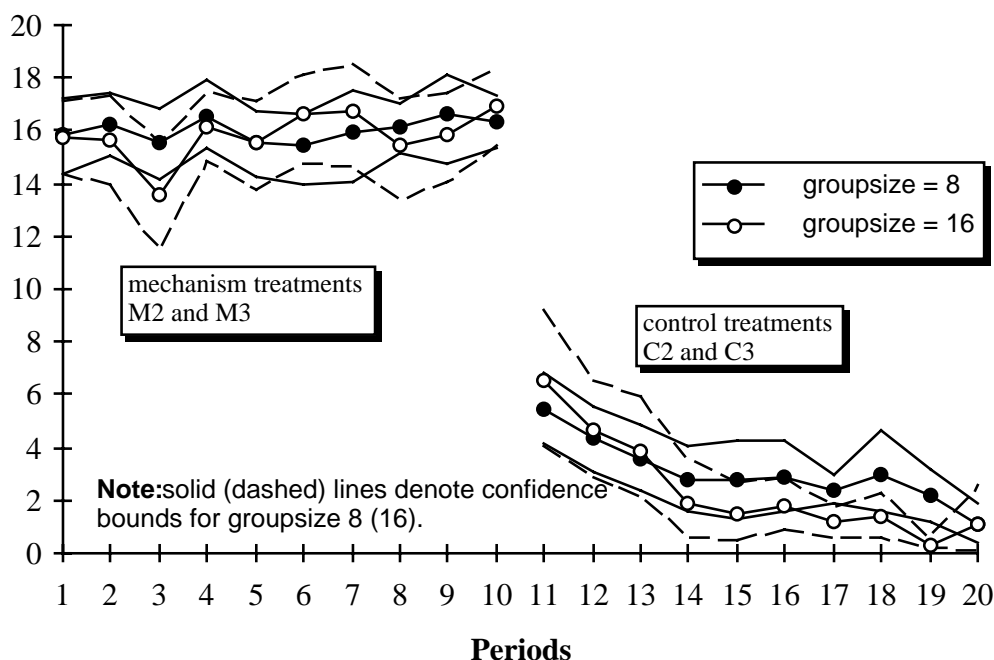 20
18
16
14
12
10
8
6
4
2
0
groupsize = 8
groupsize = 16
mechanism treatments
M2 and M3
control treatments
C2 and C3
Note:solid (dashed) lines denote confidence
bounds for groupsize 8 (16).
1 2 3 4 5 6 7 8 9 10 11 12 13 14 15 16 17 18 19 20
Periods